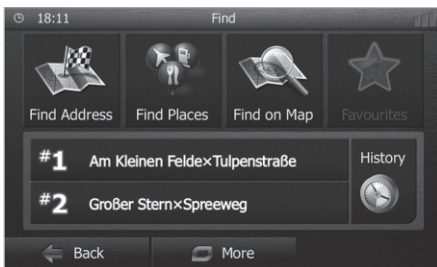 18:11 Find
Find Address Find Places Find on Map Favourites
#1 Am Kleinen Felde×Tulpenstraße History
#2 Großer Stern×Spreeweg
Back More